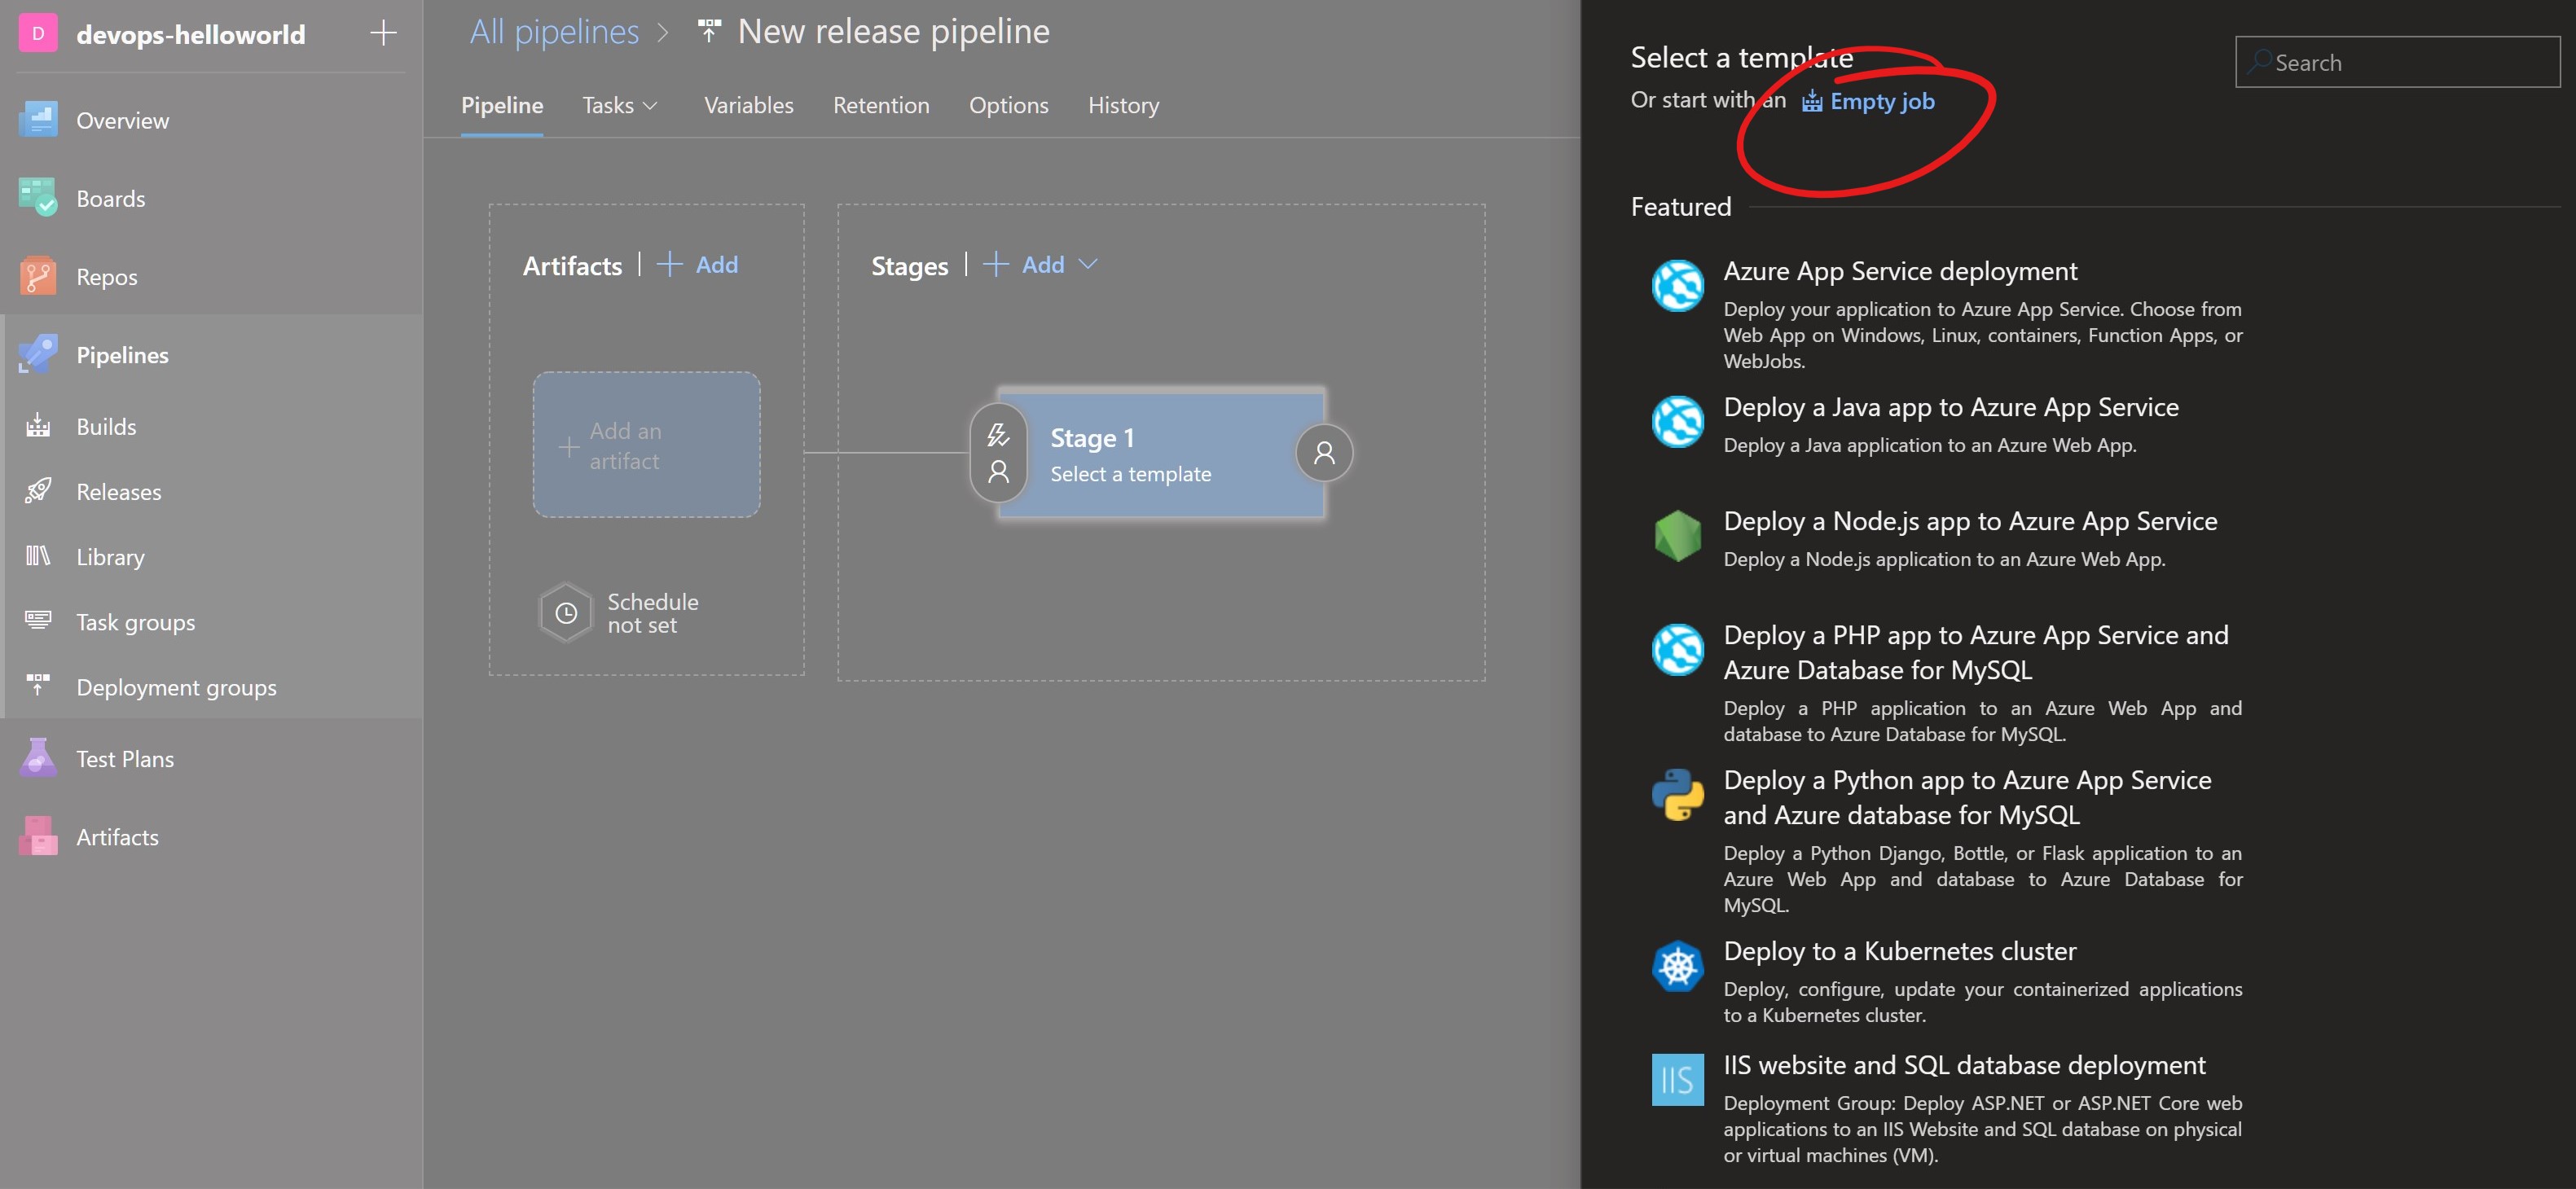 D devops-helloworld
Overview
Boards
Repos
Pipelines
Builds
Releases
Library
Task groups
Deployment groups
Test Plans
Artifacts
All pipelines > New release pipeline
Pipeline Tasks Variables Retention Options History
Artifacts | + Add
Add an
artifact
Schedule
not set
Stages | + Add
Stage 1
Select a template
Select a template
Or start with an Empty job
Search
Featured
Azure App Service deployment
Deploy your application to Azure App Service. Choose from
Web App on Windows, Linux, containers, Function Apps, or
WebJobs.
Deploy a Java app to Azure App Service
Deploy a Java application to an Azure Web App.
Deploy a Node.js app to Azure App Service
Deploy a Node.js application to an Azure Web App.
Deploy a PHP app to Azure App Service and
Azure Database for MySQL
Deploy a PHP application to an Azure Web App and
database to Azure Database for MySQL.
Deploy a Python app to Azure App Service
and Azure database for MySQL
Deploy a Python Django, Bottle, or Flask application to an
Azure Web App and database to Azure Database for
MySQL.
Deploy to a Kubernetes cluster
Deploy, configure, update your containerized applications
to a Kubernetes cluster.
IIS
IIS website and SQL database deployment
Deployment Group: Deploy ASP.NET or ASP.NET Core web
applications to an IIS Website and SQL database on physical
or virtual machines (VM).